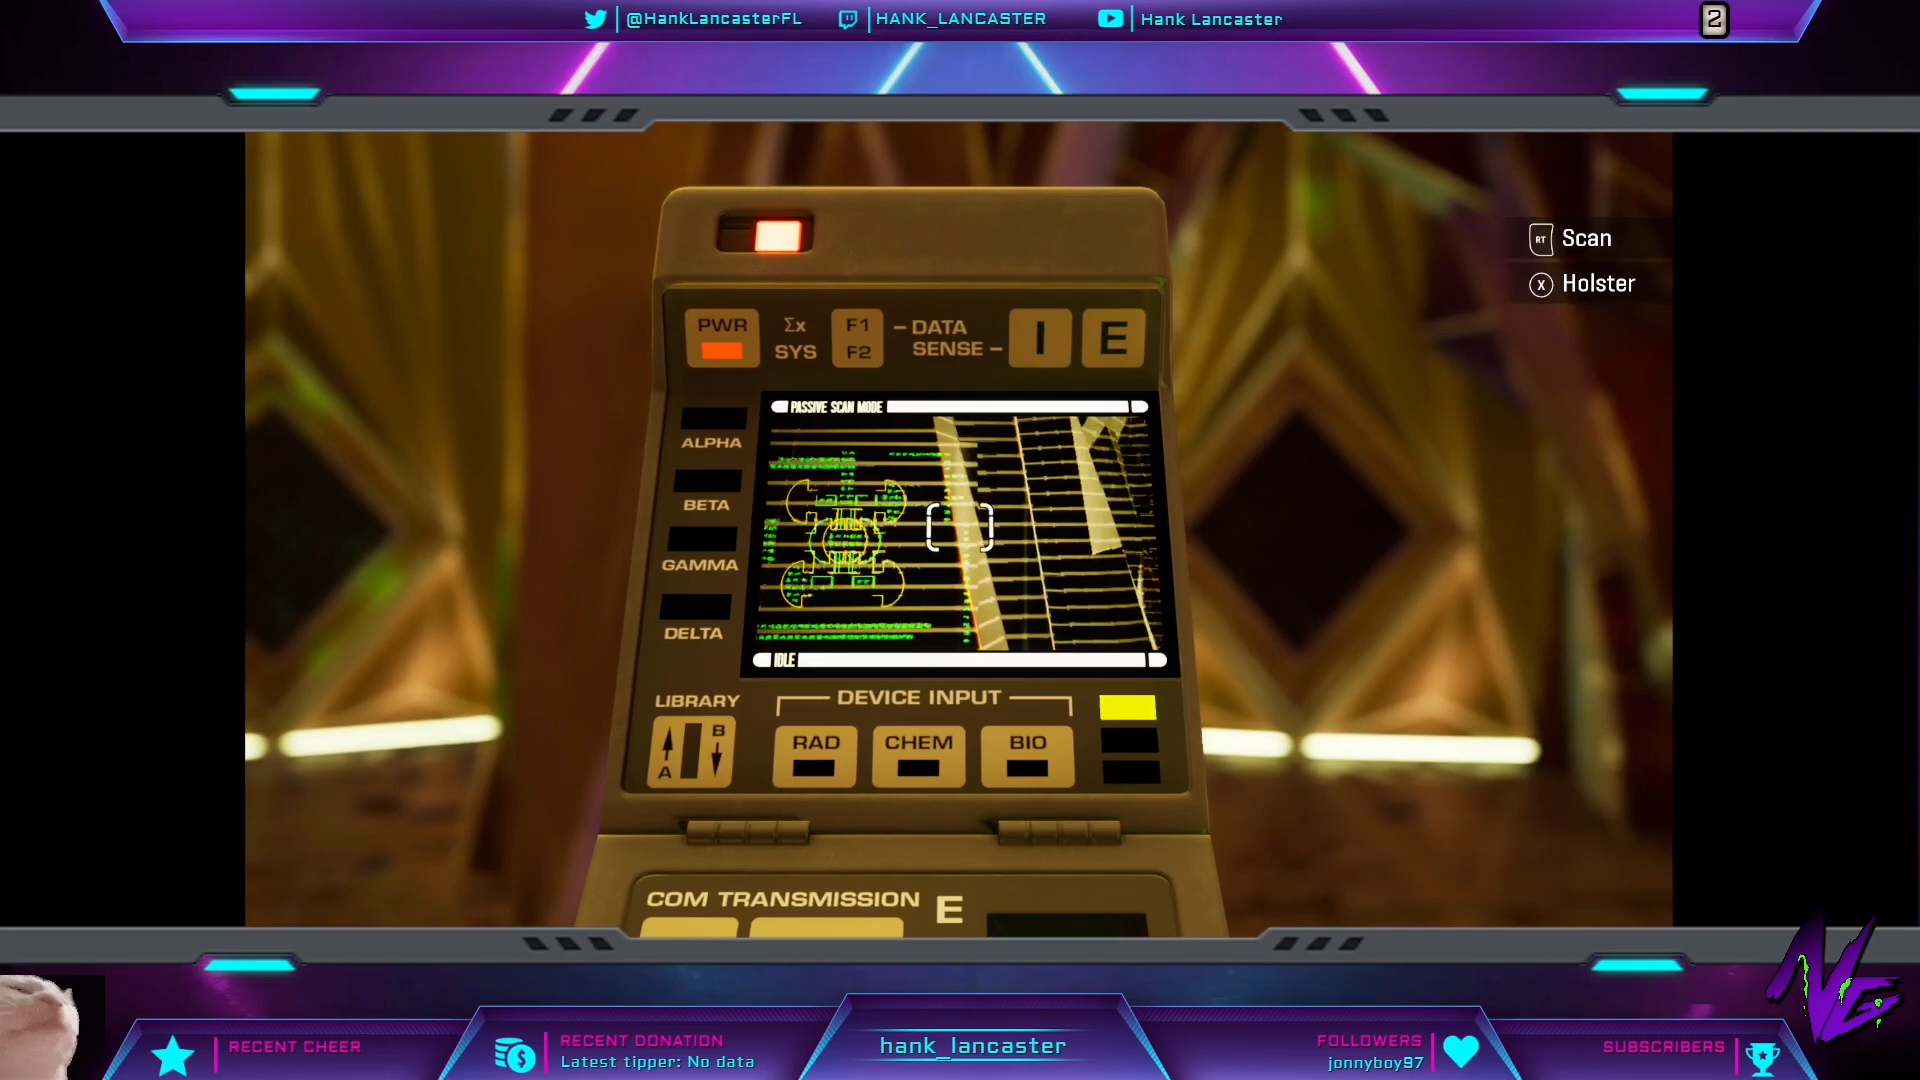 @HankLancasterFL
HANK_LANCASTER
Hank Lancaster
2
RT Scan
X Holster
PWR
Σx
SYS
F1
F2
– DATA
SENSE –
I
E
PASSIVE SCAN MODE
ALPHA
BETA
GAMMA
DELTA
IDLE
LIBRARY
DEVICE INPUT
A
B
RAD
CHEM
BIO
COM TRANSMISSION
E
RECENT CHEER
RECENT DONATION
Latest tipper: No data
hank_lancaster
FOLLOWERS
jonnyboy97
SUBSCRIBERS
NG